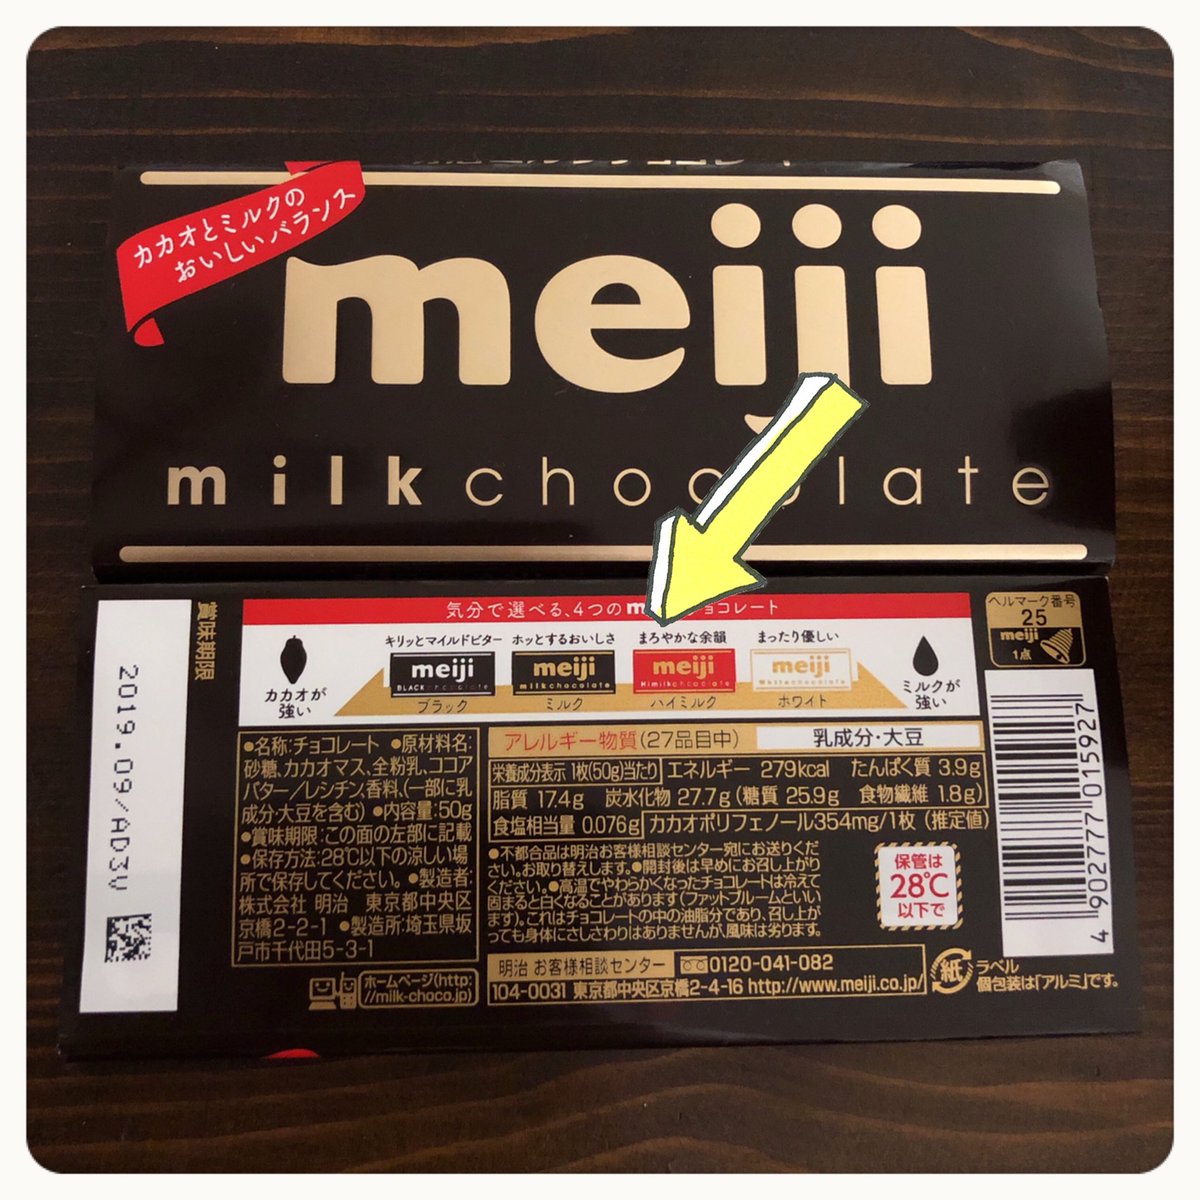 カカオとミルクの
おいしいバランス
meiji
milkchocolate
賞味期限
2019.09/AD3V
気分で選べる、4つの
チョコレート
カカオが
強い
キリッとマイルドビター
meiji
BLACKchocolate
ブラック
ホッとするおいしさ
meiji
milkchocolate
ミルク
まろやかな余韻
meiji
Himilkchocolate
ハイミルク
まったり優しい
meiji
Whitechocolate
ホワイト
ミルクが
強い
ベルマーク番号
25
meiji
1点
●名称:チョコレート ●原材料名:
砂糖、カカオマス、全粉乳、ココア
バター/レシチン、香料、(一部に乳
成分・大豆を含む) ●内容量:50g
●賞味期限:この面の左部に記載
●保存方法:28℃以下の涼しい場
所で保存してください。●製造者:
株式会社 明治 東京都中央区
京橋2-2-1 ●製造所:埼玉県坂
戸市千代田5-3-1
ホームページ(http:
//milk-choco.jp)
アレルギー物質(27品目中) 乳成分・大豆
栄養成分表示 1枚(50g)当たり エネルギー 279kcal たんぱく質 3.9g
脂質 17.4g 炭水化物 27.7g(糖質 25.9g 食物繊維 1.8g)
食塩相当量 0.076g カカオポリフェノール354mg/1枚(推定値)
●不都合品は明治お客様相談センター宛にお送りくだ
さい。お取り替えします。●開封後は早めにお召し上がり
ください。●高温でやわらかくなったチョコレートは冷えて
固まると白くなることがあります(ファットブルームといい
ます)。これはチョコレートの中の油脂分であり、召し上が
っても身体にさしさわりはありませんが、風味は劣ります。
保管は
28℃
以下で
明治 お客様相談センター 0120-041-082
104-0031 東京都中央区京橋2-4-16 http://www.meiji.co.jp/
紙 ラベル
個包装は「アルミ」です。
4 902777 015927